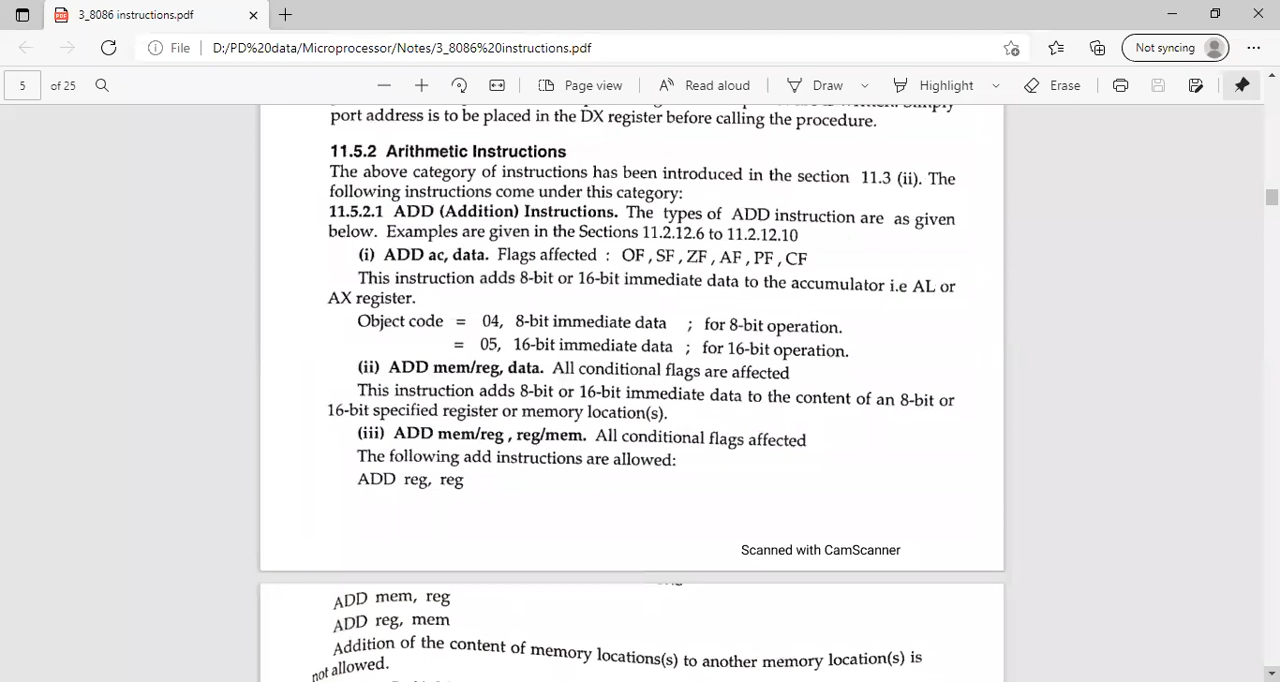 3_8086 instructions.pdf
File D:/PD%20data/Microprocessor/Notes/3_8086%20instructions.pdf
Not syncing
5 of 25
Page view
Read aloud
Draw
Highlight
Erase
port address is to be placed in the DX register before calling the procedure.
11.5.2 Arithmetic Instructions
The above category of instructions has been introduced in the section 11.3 (ii). The
following instructions come under this category:
11.5.2.1 ADD (Addition) Instructions. The types of ADD instruction are as given
below. Examples are given in the Sections 11.2.12.6 to 11.2.12.10
(i) ADD ac, data. Flags affected : OF , SF , ZF , AF , PF , CF
This instruction adds 8-bit or 16-bit immediate data to the accumulator i.e AL or
AX register.
Object code = 04, 8-bit immediate data ; for 8-bit operation.
= 05, 16-bit immediate data ; for 16-bit operation.
(ii) ADD mem/reg, data. All conditional flags are affected
This instruction adds 8-bit or 16-bit immediate data to the content of an 8-bit or
16-bit specified register or memory location(s).
(iii) ADD mem/reg , reg/mem. All conditional flags affected
The following add instructions are allowed:
ADD reg, reg
Scanned with CamScanner
ADD mem, reg
ADD reg, mem
Addition of the content of memory locations(s) to another memory location(s) is
not allowed.